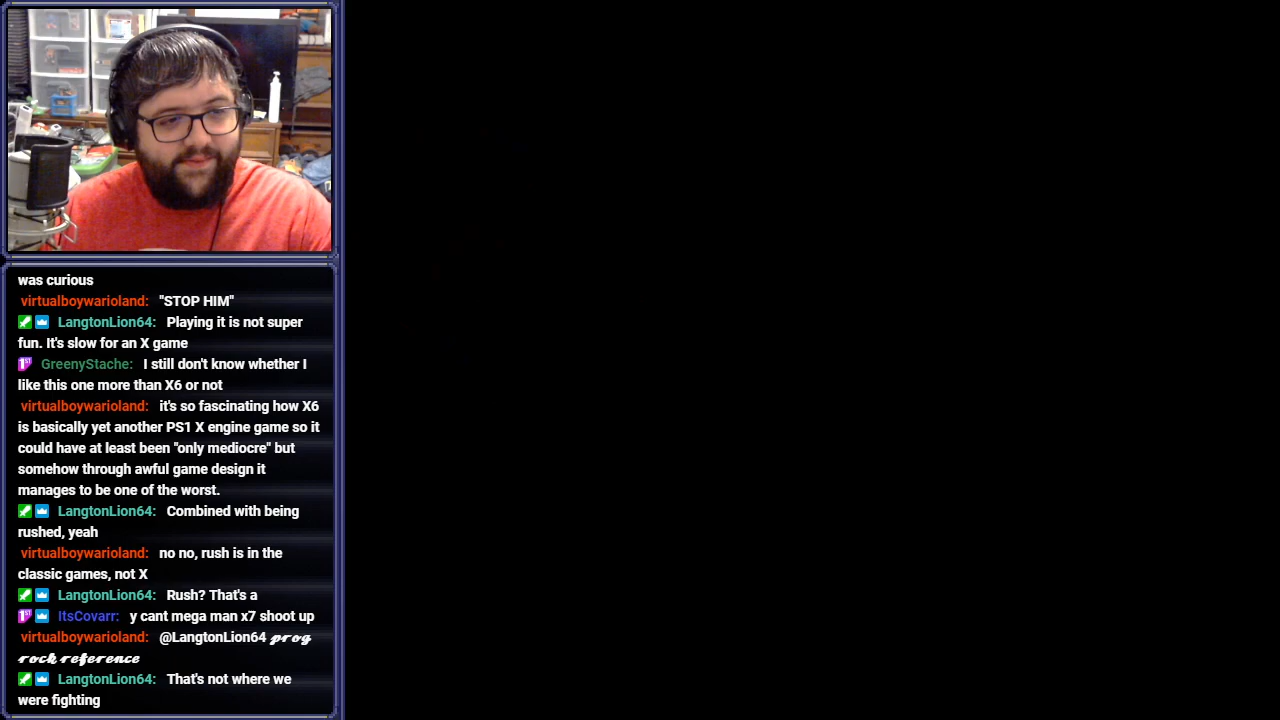 was curious
virtualboywarioland: "STOP HIM"
LangtonLion64: Playing it is not super
fun. It's slow for an X game
1ST GreenyStache: I still don't know whether I
like this one more than X6 or not
virtualboywarioland: it's so fascinating how X6
is basically yet another PS1 X engine game so it
could have at least been "only mediocre" but
somehow through awful game design it
manages to be one of the worst.
LangtonLion64: Combined with being
rushed, yeah
virtualboywarioland: no no, rush is in the
classic games, not X
LangtonLion64: Rush? That's a
1ST ItsCovarr: y cant mega man x7 shoot up
virtualboywarioland: @LangtonLion64 𝓹𝓻𝓸𝓰
𝓻𝓸𝓬𝓴 𝓻𝓮𝓯𝓮𝓻𝓮𝓷𝓬𝓮
LangtonLion64: That's not where we
were fighting